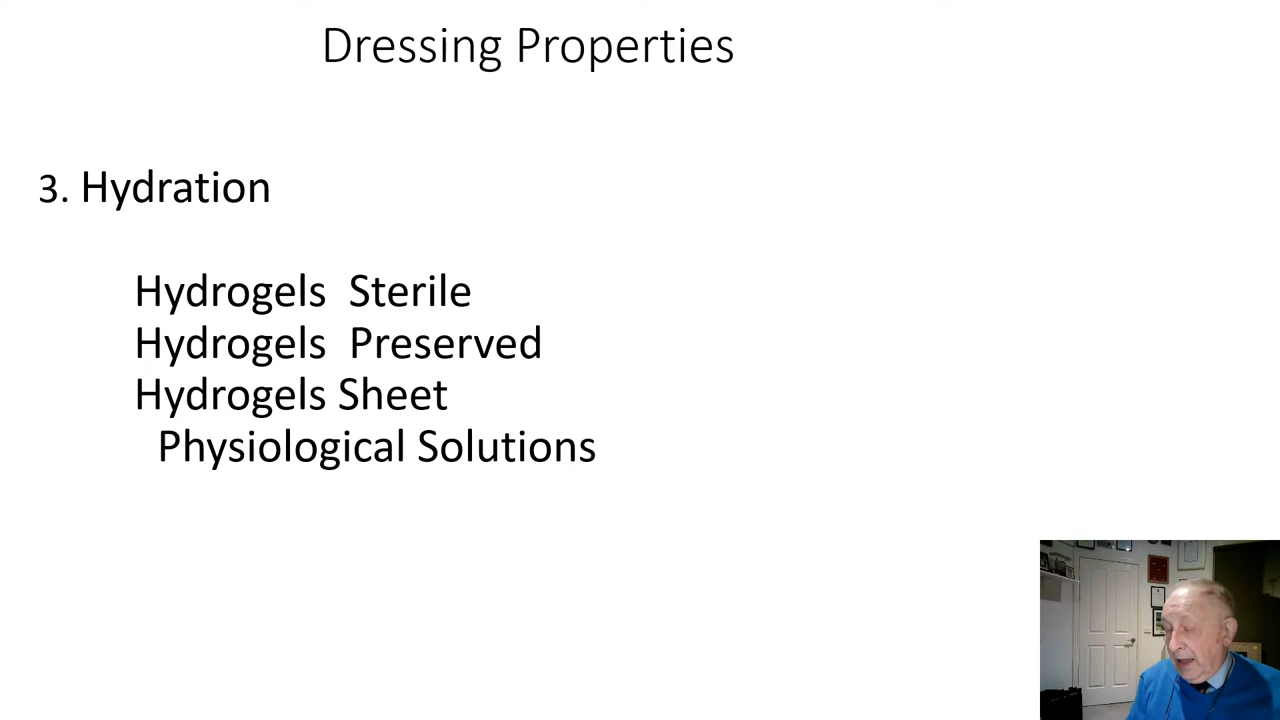 Dressing Properties
3. Hydration
Hydrogels  Sterile
Hydrogels  Preserved
Hydrogels Sheet
Physiological Solutions